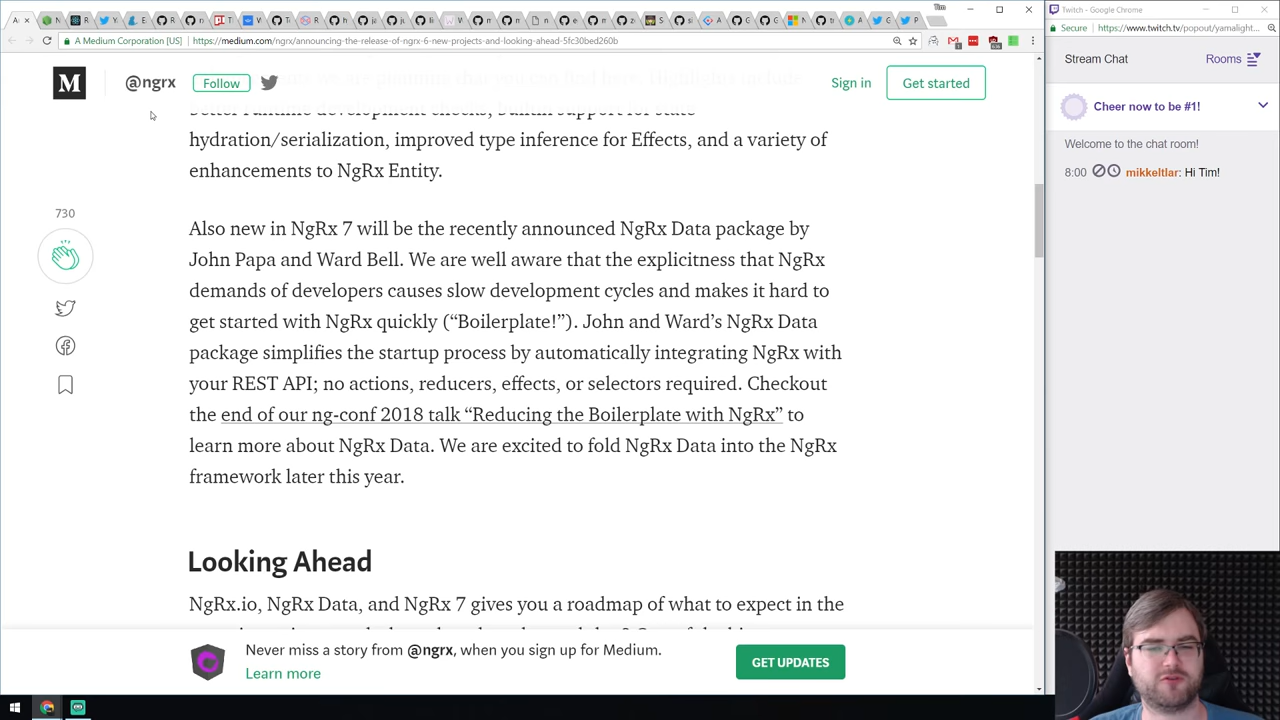 Tim
Twitch - Google Chrome
A Medium Corporation [US]
https://medium.com/ngrx/announcing-the-release-of-ngrx-6-new-projects-and-looking-ahead-5fc30bed260b
Secure
https://www.twitch.tv/popout/yamalight...
Stream Chat
Rooms
M
@ngrx
Follow
Sign in
Get started
Cheer now to be #1!
hydration/serialization, improved type inference for Effects, and a variety of
enhancements to NgRx Entity.
Welcome to the chat room!
8:00 mikkeltlar: Hi Tim!
730
Also new in NgRx 7 will be the recently announced NgRx Data package by
John Papa and Ward Bell. We are well aware that the explicitness that NgRx
demands of developers causes slow development cycles and makes it hard to
get started with NgRx quickly (“Boilerplate!”). John and Ward’s NgRx Data
package simplifies the startup process by automatically integrating NgRx with
your REST API; no actions, reducers, effects, or selectors required. Checkout
the end of our ng-conf 2018 talk “Reducing the Boilerplate with NgRx” to
learn more about NgRx Data. We are excited to fold NgRx Data into the NgRx
framework later this year.
Looking Ahead
NgRx.io, NgRx Data, and NgRx 7 gives you a roadmap of what to expect in the
Never miss a story from @ngrx, when you sign up for Medium.
Learn more
GET UPDATES